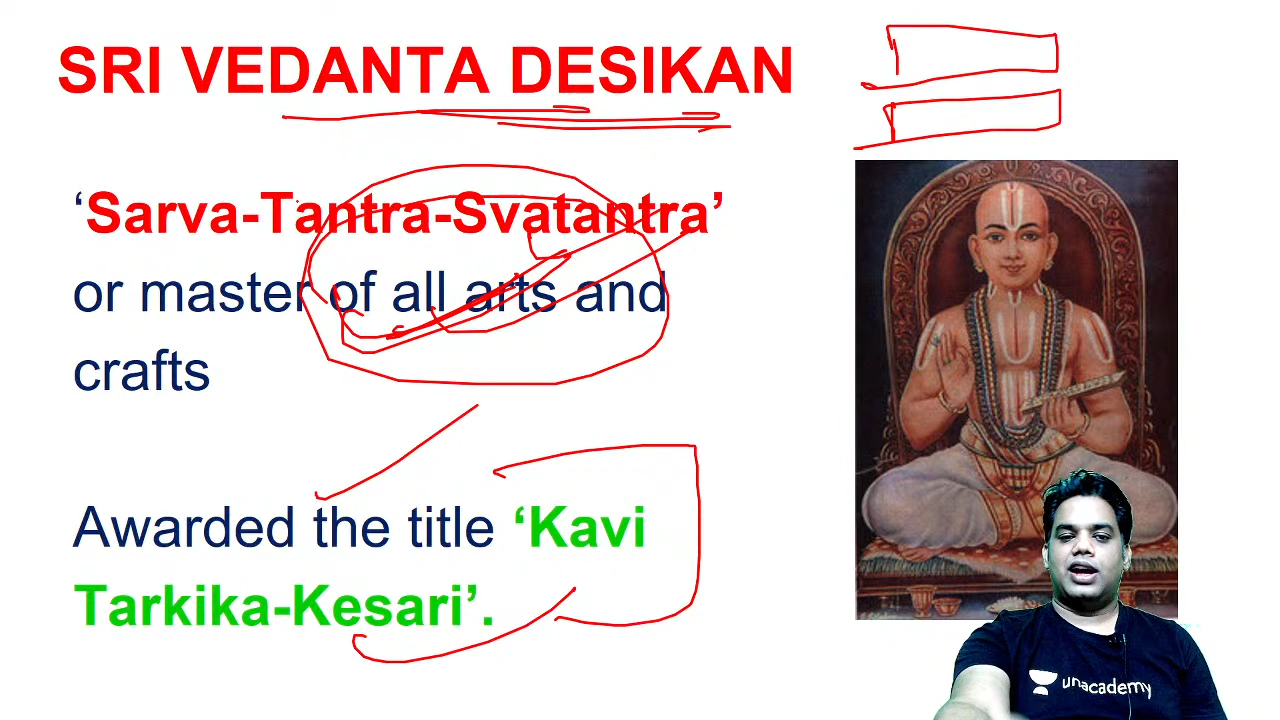 SRI VEDANTA DESIKAN
‘Sarva-Tantra-Svatantra’
or master of all arts and
crafts
Awarded the title ‘Kavi
Tarkika-Kesari’.
unacademy